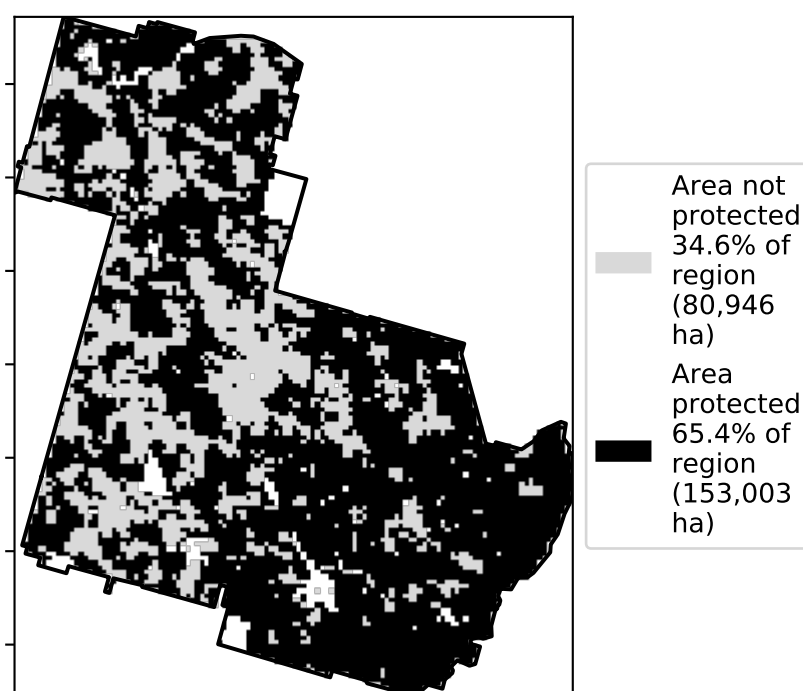 Area not
protected
34.6% of
region
(80,946
ha)
Area
protected
65.4% of
region
(153,003
ha)